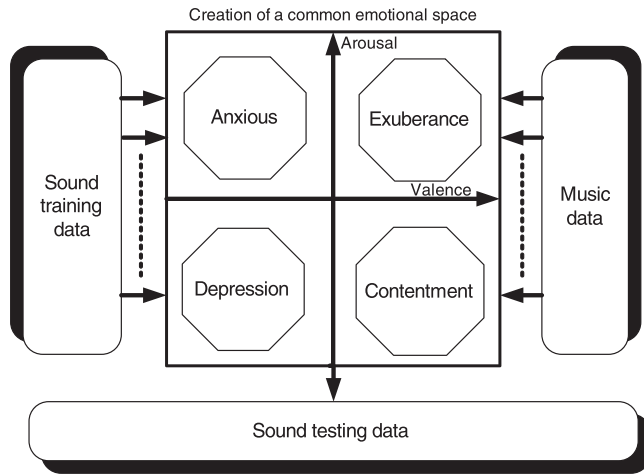 Creation of a common emotional space
Arousal
Anxious
Exuberance
Sound
training
data
Valence
Music
data
Depression
Contentment
Sound testing data